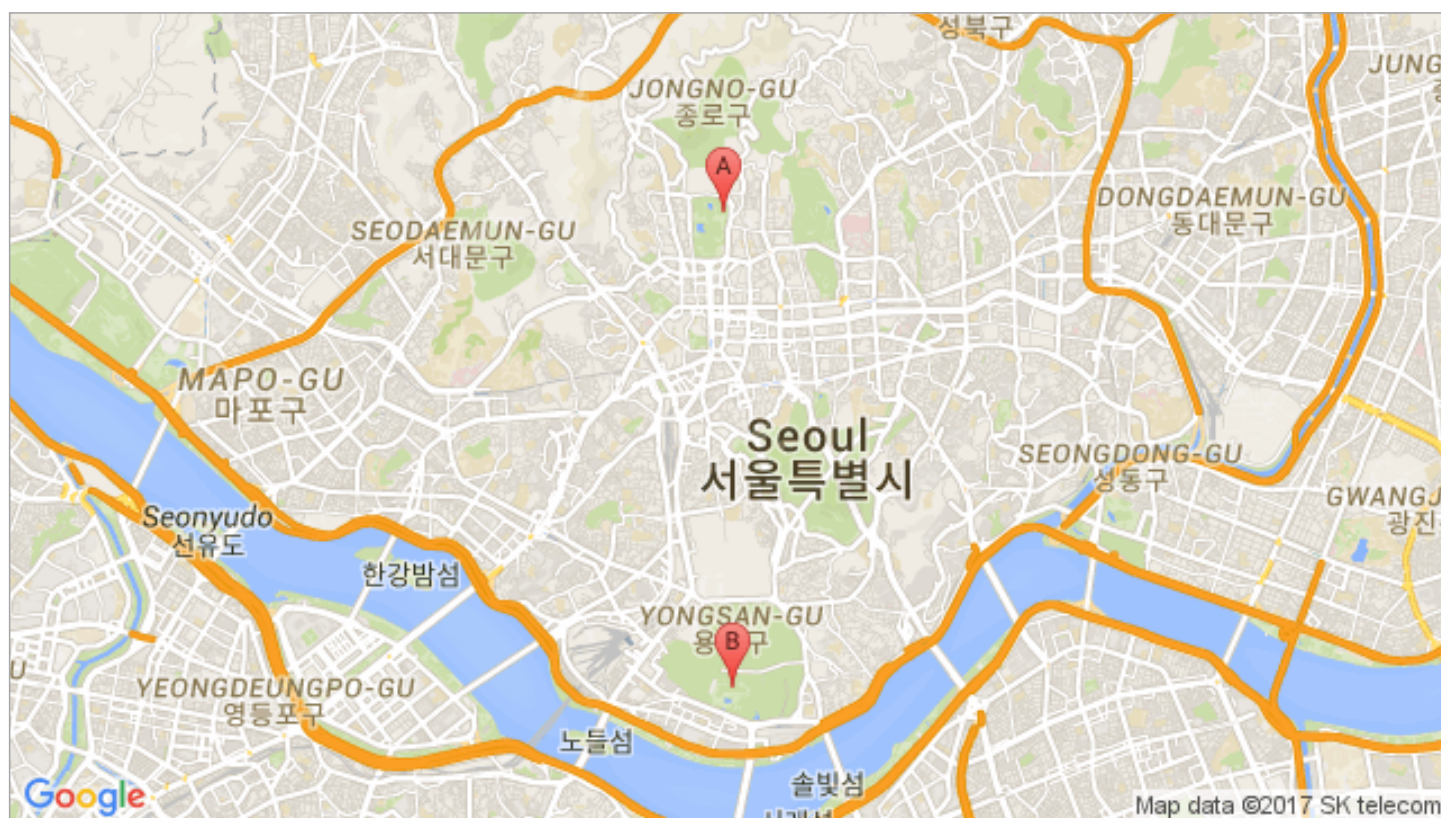 성북구
JUNG
JONGNO-GU
종로구
A
DONGDAEMUN-GU
동대문구
SEODAEMUN-GU
서대문구
MAPO-GU
마포구
Seoul
서울특별시
SEONGDONG-GU
성동구
GWANGJ
광진
Seonyudo
선유도
한강밤섬
YONGSAN-GU
용
구
B
U
YEONGDEUNGPO-GU
영등포구
노들섬
솔빛섬
Google
Map data ©2017 SK telecom